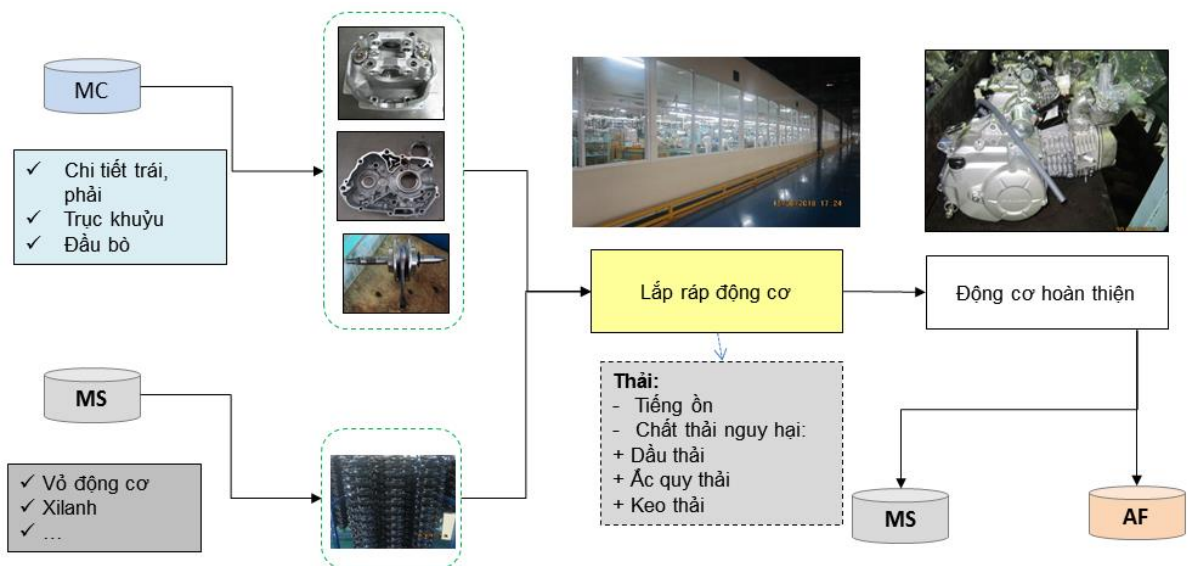 MC
✓ Chi tiết trái,
phải
✓ Trục khuỷu
✓ Đầu bò
MS
✓ Vỏ động cơ
✓ Xilanh
✓ ...
Lắp ráp động cơ
Động cơ hoàn thiện
Thải:
- Tiếng ồn
- Chất thải nguy hại:
+ Dầu thải
+ Ắc quy thải
+ Keo thải
MS
AF